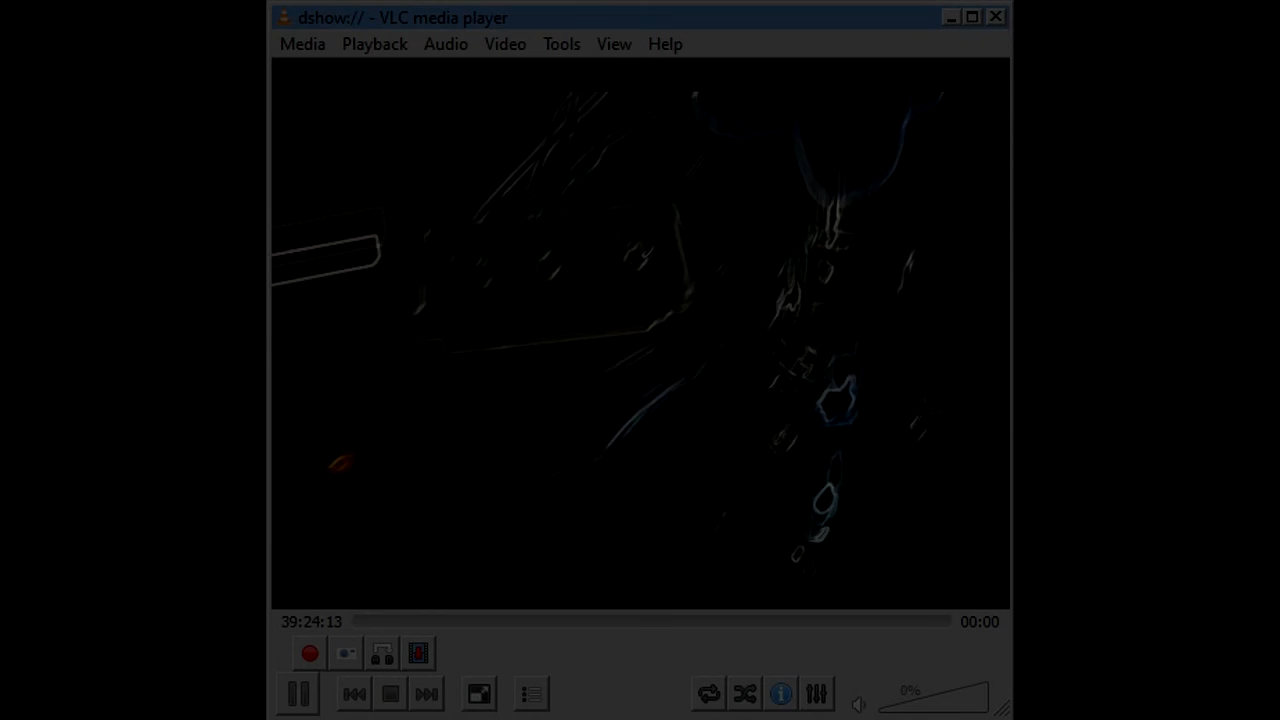 dshow:// - VLC media player
Media Playback Audio Video Tools View Help
39:24:13 00:00
0%